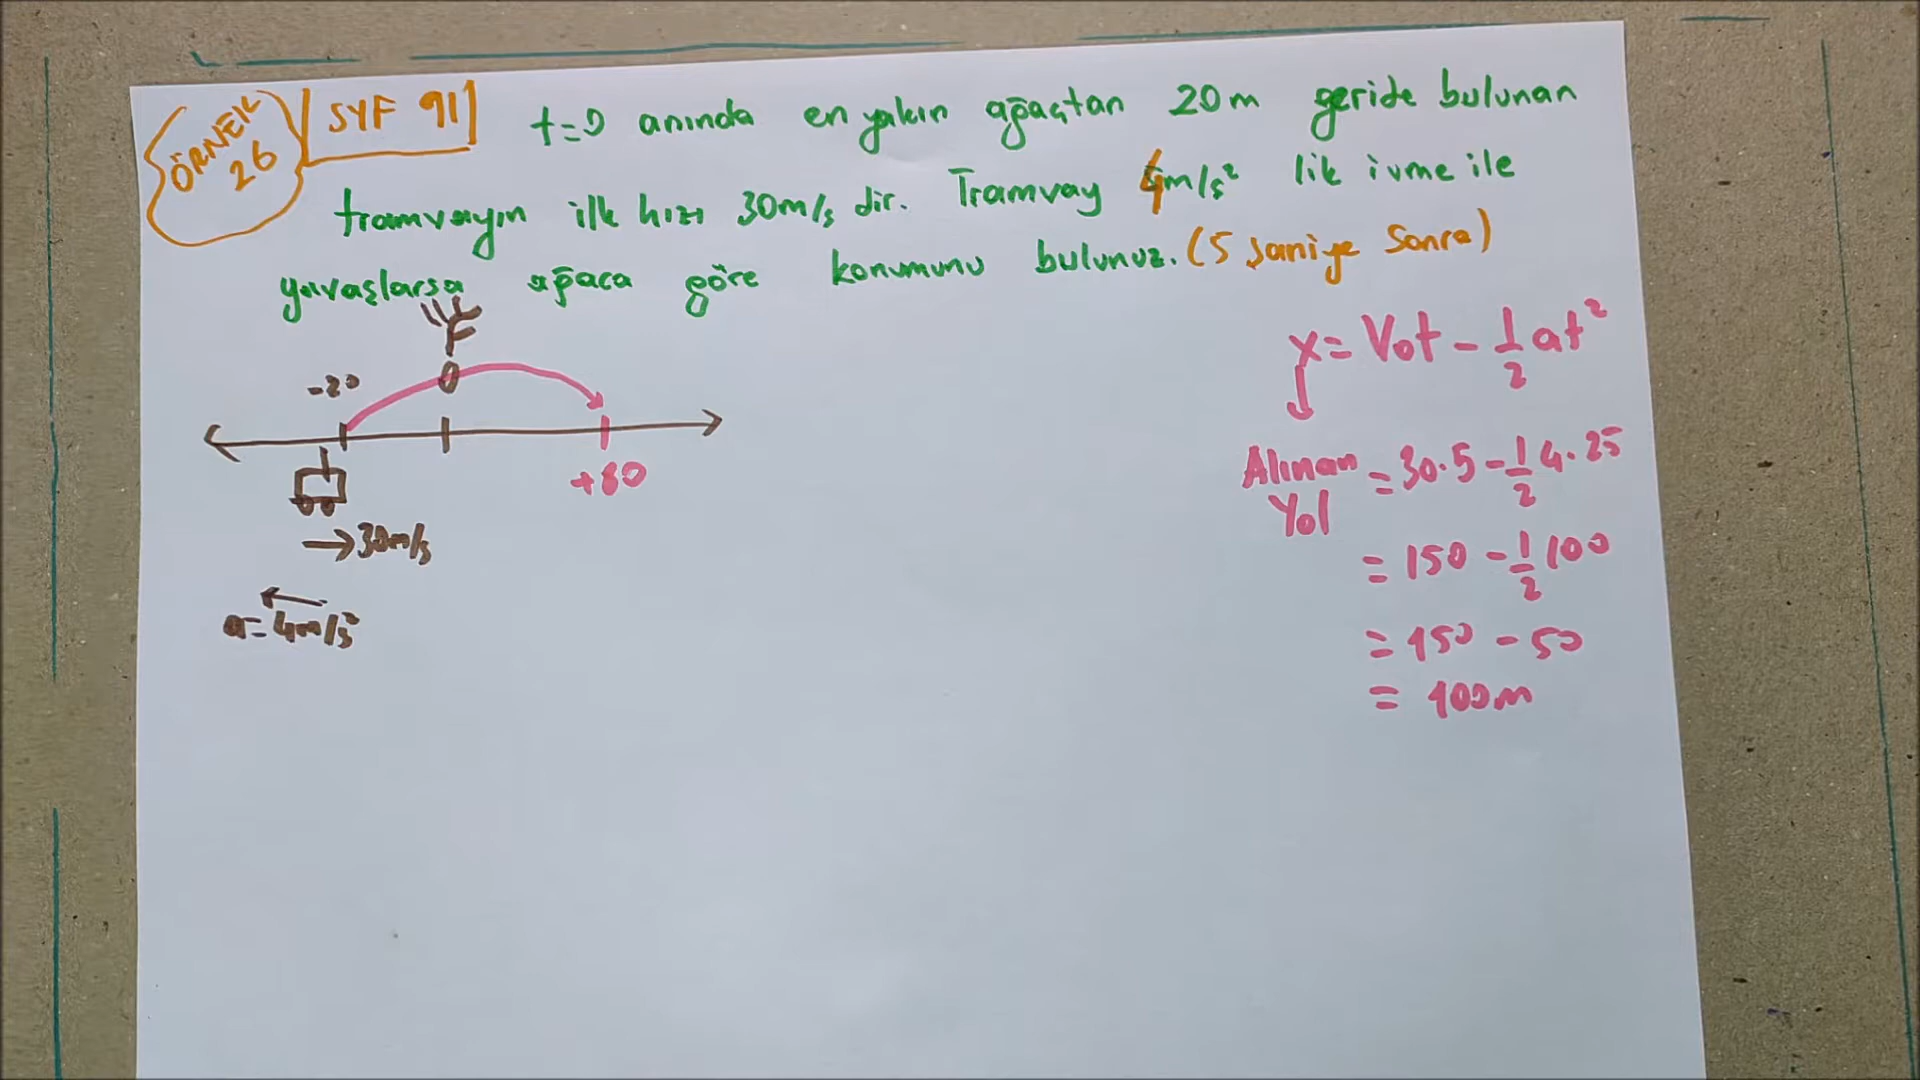 ÖRNEK
26
SYF 91
t=0 anında en yakın ağaçtan 20m geride bulunan
tramvayın ilk hızı 30m/s dir. Tramvay 4m/s² lik ivme ile
yavaşlarsa ağaca göre konumunu bulunuz. (5 saniye sonra)
-20
0
+80
30m/s
a=4m/s²
x= Vot - 1/2 at²
Alınan Yol = 30.5 - 1/2 4.25
= 150 - 1/2 100
= 150 - 50
= 100m